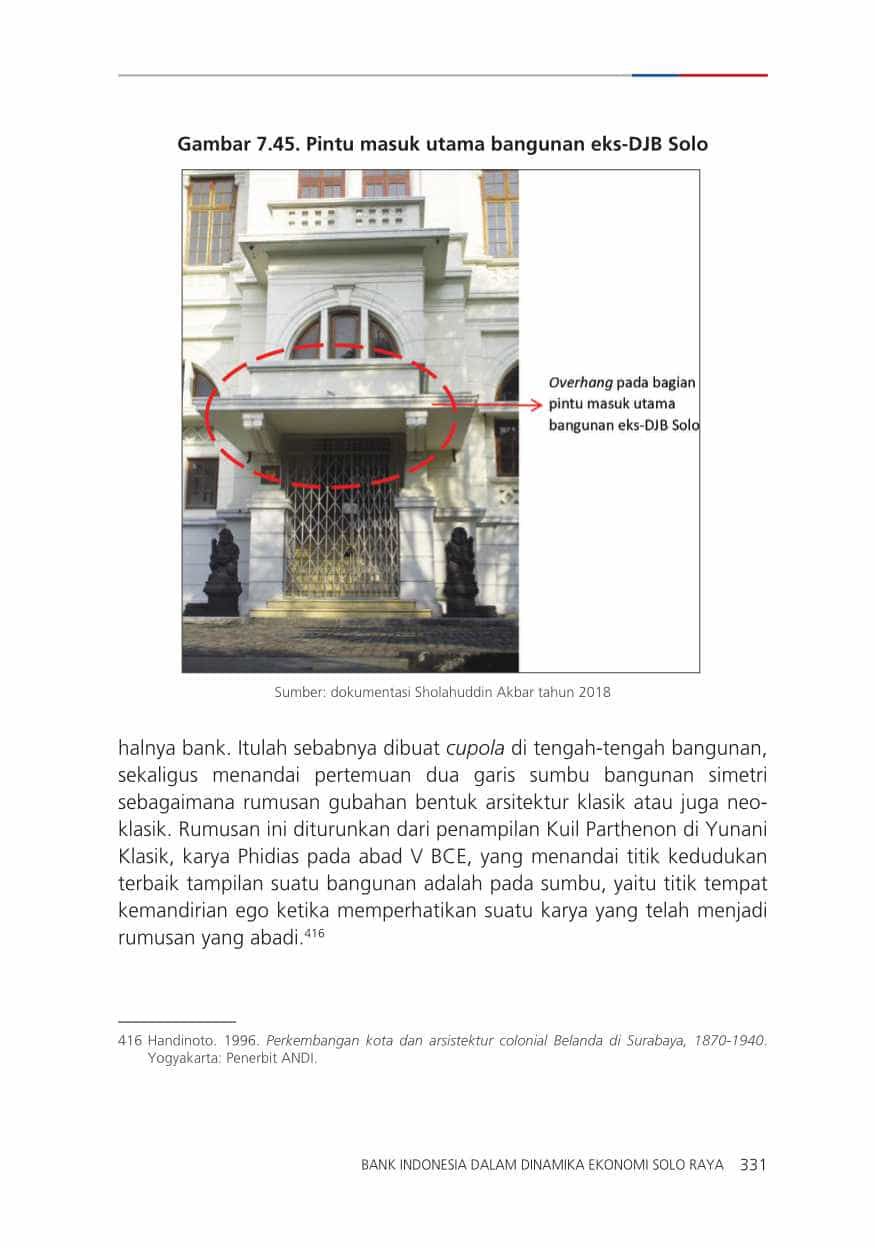 Gambar 7.45. Pintu masuk utama bangunan eks-DJB Solo
Overhang pada bagian
pintu masuk utama
bangunan eks-DJB Solo
Sumber: dokumentasi Sholahuddin Akbar tahun 2018
halnya bank. Itulah sebabnya dibuat cupola di tengah-tengah bangunan,
sekaligus menandai pertemuan dua garis sumbu bangunan simetri
sebagaimana rumusan gubahan bentuk arsitektur klasik atau juga neo-
klasik. Rumusan ini diturunkan dari penampilan Kuil Parthenon di Yunani
Klasik, karya Phidias pada abad V BCE, yang menandai titik kedudukan
terbaik tampilan suatu bangunan adalah pada sumbu, yaitu titik tempat
kemandirian ego ketika memperhatikan suatu karya yang telah menjadi
rumusan yang abadi.416
416 Handinoto. 1996. Perkembangan kota dan arsistektur colonial Belanda di Surabaya, 1870-1940.
Yogyakarta: Penerbit ANDI.
BANK INDONESIA DALAM DINAMIKA EKONOMI SOLO RAYA 331